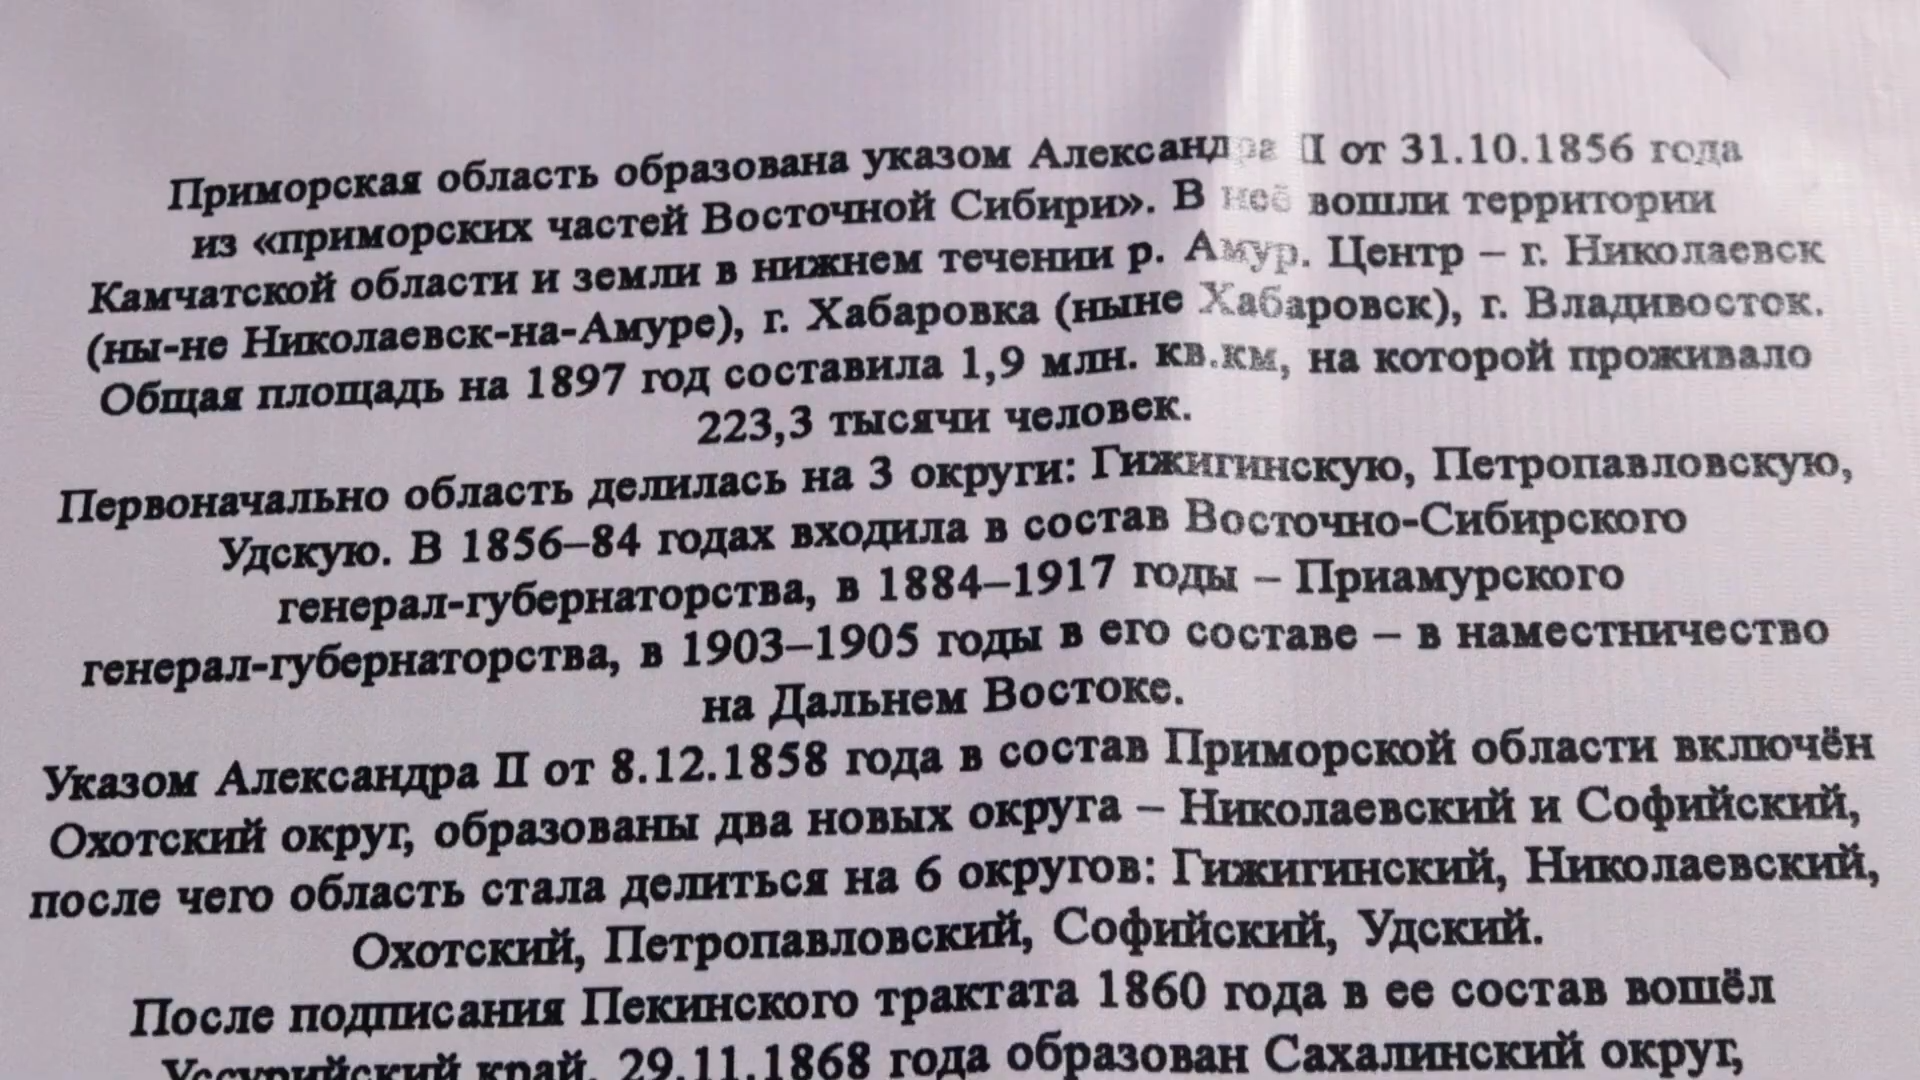 Приморская область образована указом Александра II от 31.10.1856 года
из «приморских частей Восточной Сибири». В неё вошли территории
Камчатской области и земли в нижнем течении р. Амур. Центр – г. Николаевск
(ны-не Николаевск-на-Амуре), г. Хабаровка (ныне Хабаровск), г. Владивосток.
Общая площадь на 1897 год составила 1,9 млн. кв.км, на которой проживало
223,3 тысячи человек.
Первоначально область делилась на 3 округи: Гижигинскую, Петропавловскую,
Удскую. В 1856–84 годах входила в состав Восточно-Сибирского
генерал-губернаторства, в 1884–1917 годы – Приамурского
генерал-губернаторства, в 1903–1905 годы в его составе – в наместничество
на Дальнем Востоке.
Указом Александра II от 8.12.1858 года в состав Приморской области включён
Охотский округ, образованы два новых округа – Николаевский и Софийский,
после чего область стала делиться на 6 округов: Гижигинский, Николаевский,
Охотский, Петропавловский, Софийский, Удский.
После подписания Пекинского трактата 1860 года в ее состав вошёл
Уссурийский край. 29.11.1868 года образован Сахалинский округ,